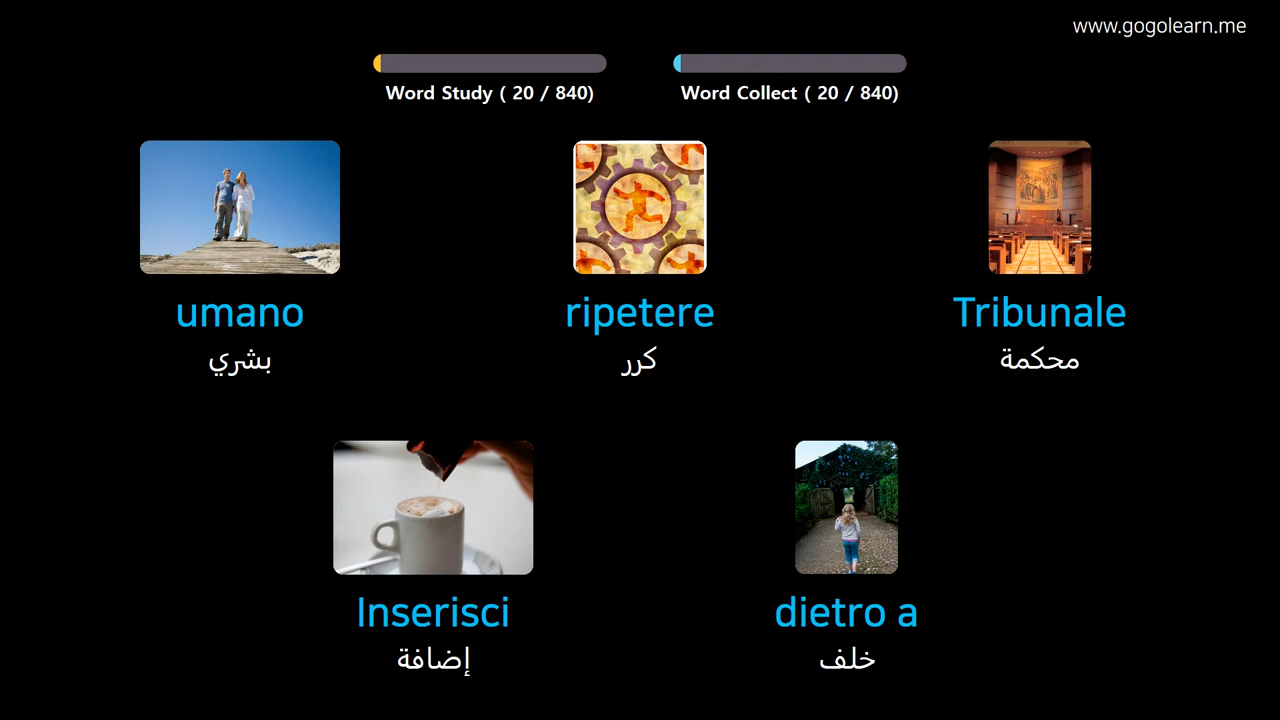 www.gogolearn.me
Word Study ( 20 / 840)
Word Collect ( 20 / 840)
umano
بشري
ripetere
كرر
Tribunale
محكمة
Inserisci
إضافة
dietro a
خلف